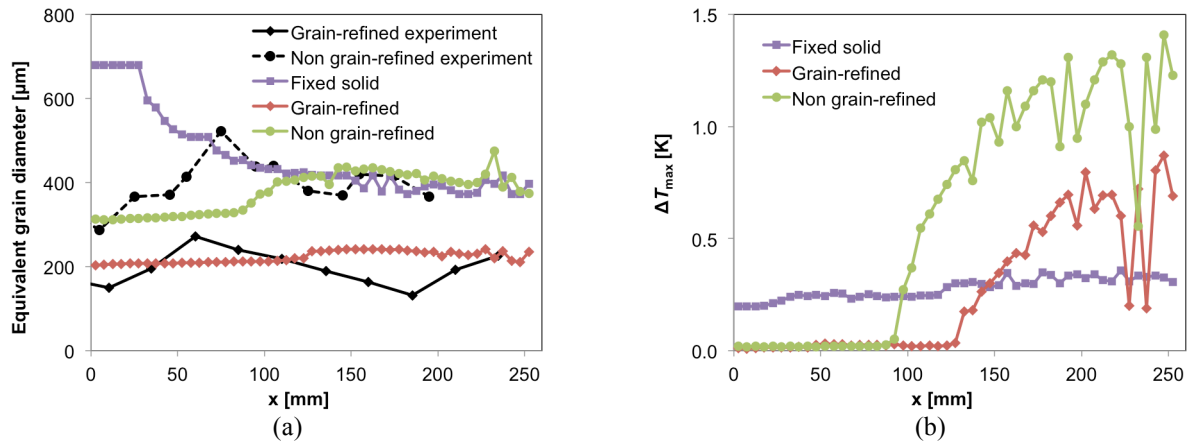 Equivalent grain diameter [µm]
800
600
400
200
0
Grain-refined experiment
Non grain-refined experiment
Fixed solid
Grain-refined
Non grain-refined
0 50 100 150 200 250
x [mm]
(a)
ΔTmax [K]
1.5
1.0
0.5
0.0
Fixed solid
Grain-refined
Non grain-refined
0 50 100 150 200 250
x [mm]
(b)